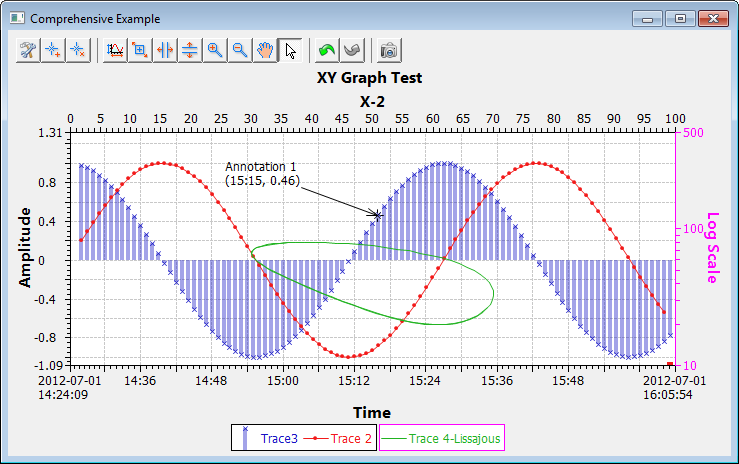 Comprehensive Example
XY Graph Test
X-2
0 5 10 15 20 25 30 35 40 45 50 55 60 65 70 75 80 85 90 95 100
1.31
0.8
0.4
0
-0.4
-0.8
-1.09
Amplitude
Annotation 1
(15:15, 0.46)
500
100
10
Log Scale
2012-07-01 14:36 14:48 15:00 15:12 15:24 15:36 15:48 2012-07-01
14:24:09 16:05:54
Time
Trace3 Trace 2 Trace 4-Lissajous